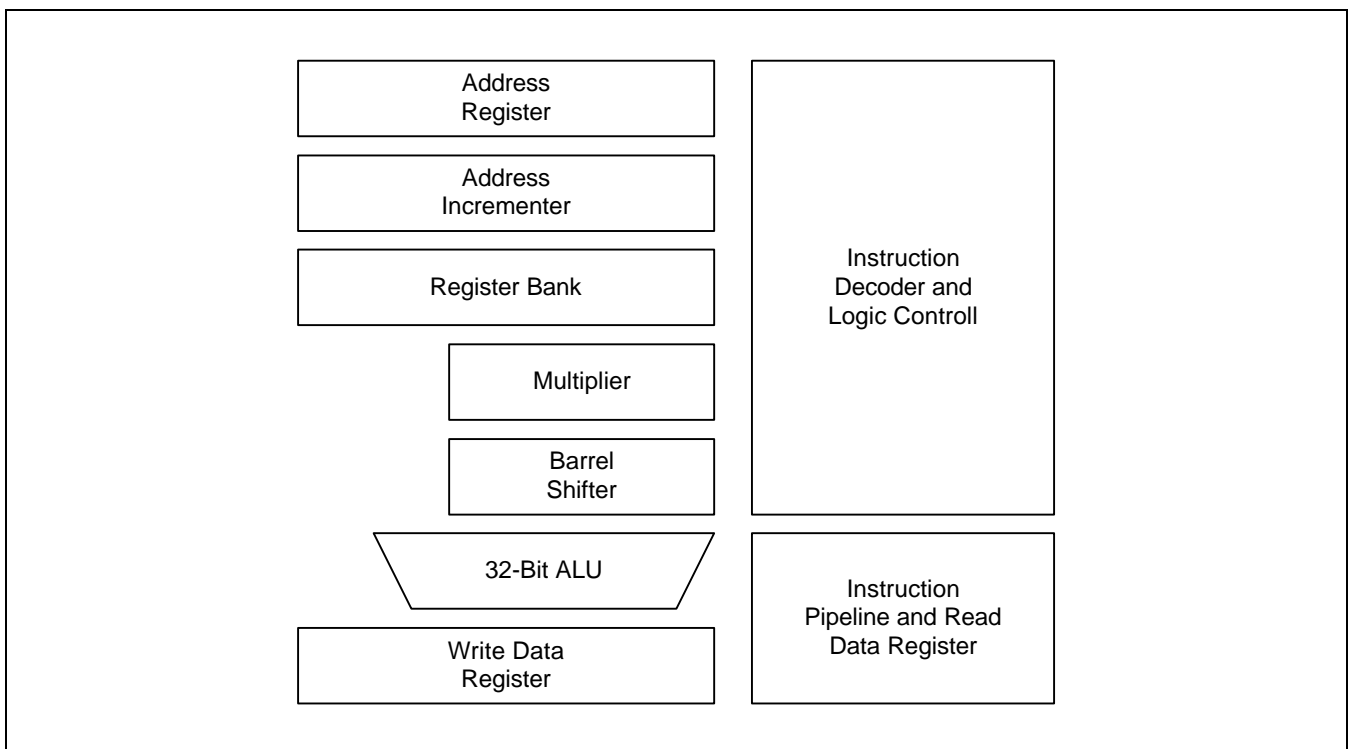 Address
Register
Address
Incrementer
Register Bank
Multiplier
Barrel
Shifter
32-Bit ALU
Write Data
Register
Instruction
Decoder and
Logic Controll
Instruction
Pipeline and Read
Data Register